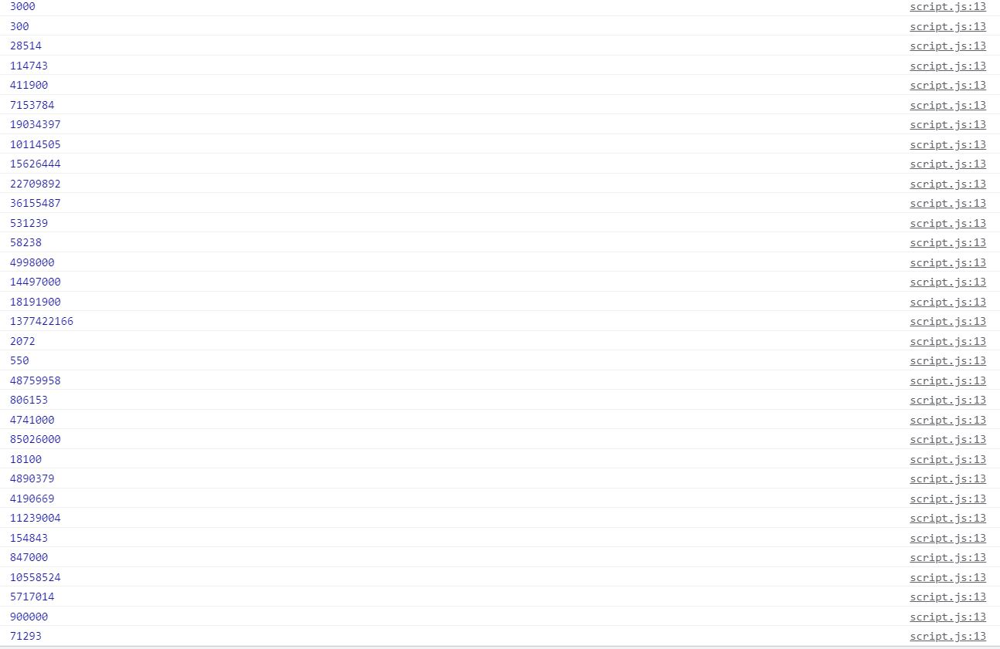 3000 script.js:13
300 script.js:13
28514 script.js:13
114743 script.js:13
411900 script.js:13
7153784 script.js:13
19034397 script.js:13
10114505 script.js:13
15626444 script.js:13
22709892 script.js:13
36155487 script.js:13
531239 script.js:13
58238 script.js:13
4998000 script.js:13
14497000 script.js:13
18191900 script.js:13
1377422166 script.js:13
2072 script.js:13
550 script.js:13
48759958 script.js:13
806153 script.js:13
4741000 script.js:13
85026000 script.js:13
18100 script.js:13
4890379 script.js:13
4190669 script.js:13
11239004 script.js:13
154843 script.js:13
847000 script.js:13
10558524 script.js:13
5717014 script.js:13
900000 script.js:13
71293 script.js:13